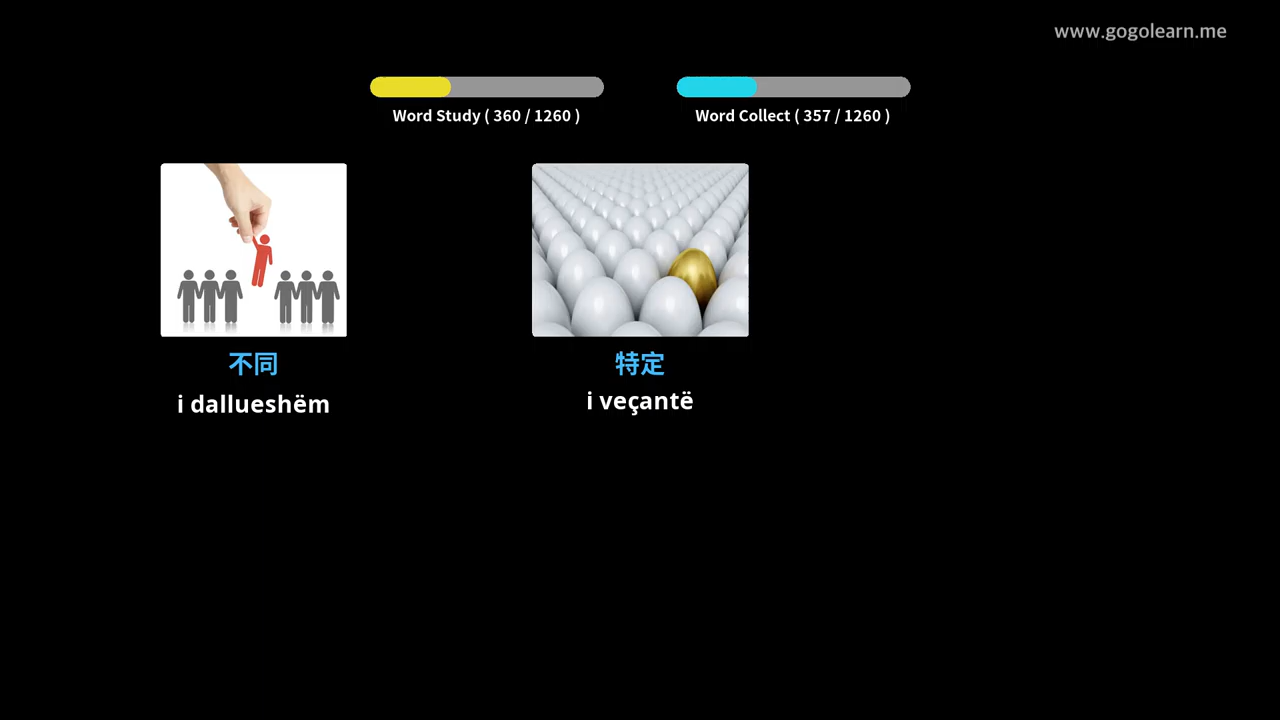 www.gogolearn.me
Word Study ( 360 / 1260 )
Word Collect ( 357 / 1260 )
不同
i dallueshëm
特定
i veçantë